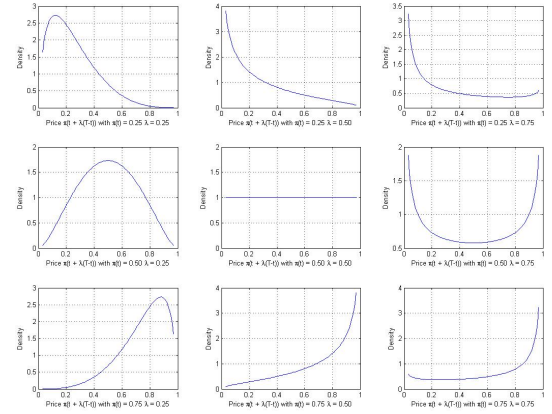 3
2.5
2
1.5
1
0.5
0
Density
0 0.2 0.4 0.6 0.8 1
Price π(t + λ(T-t)) with π(t) = 0.25 λ = 0.25
4
3
2
1
0
Density
0 0.2 0.4 0.6 0.8 1
Price π(t + λ(T-t)) with π(t) = 0.25 λ = 0.50
3.5
3
2.5
2
1.5
1
0.5
0
Density
0 0.2 0.4 0.6 0.8 1
Price π(t + λ(T-t)) with π(t) = 0.25 λ = 0.75
2
1.5
1
0.5
0
Density
0 0.2 0.4 0.6 0.8 1
Price π(t + λ(T-t)) with π(t) = 0.50 λ = 0.25
2
1.5
1
0.5
0
Density
0 0.2 0.4 0.6 0.8 1
Price π(t + λ(T-t)) with π(t) = 0.50 λ = 0.50
2
1.5
1
0.5
Density
0 0.2 0.4 0.6 0.8 1
Price π(t + λ(T-t)) with π(t) = 0.50 λ = 0.75
3
2.5
2
1.5
1
0.5
0
Density
0 0.2 0.4 0.6 0.8 1
Price π(t + λ(T-t)) with π(t) = 0.75 λ = 0.25
4
3
2
1
0
Density
0 0.2 0.4 0.6 0.8 1
Price π(t + λ(T-t)) with π(t) = 0.75 λ = 0.50
4
3
2
1
0
Density
0 0.2 0.4 0.6 0.8 1
Price π(t + λ(T-t)) with π(t) = 0.75 λ = 0.75